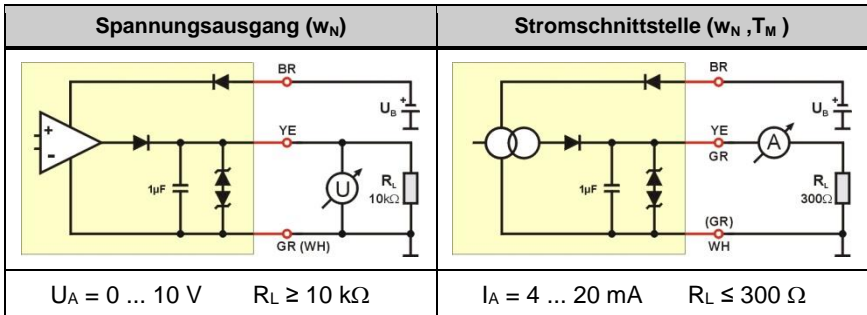 Spannungsausgang (wN)
Stromschnittstelle (wN ,TM )
BR
UB
+
+
-
YE
1µF
U
RL
10kΩ
GR (WH)
BR
UB
+
YE
GR
A
1µF
RL
300Ω
(GR)
WH
UA = 0 ... 10 V RL ≥ 10 kΩ
IA = 4 ... 20 mA RL ≤ 300 Ω